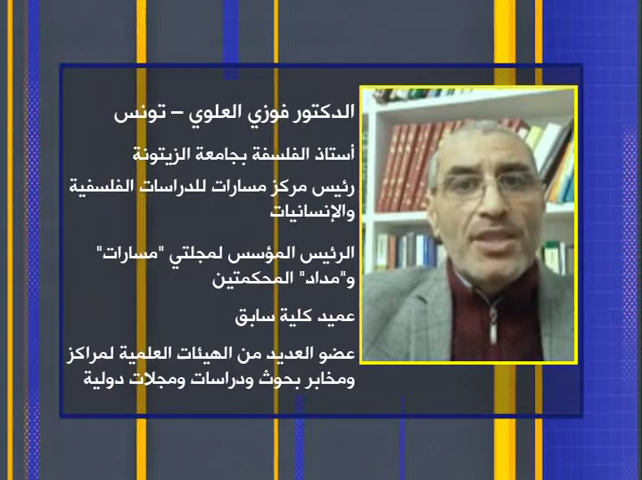 الدكتور فوزي العلوي – تونس
أستاذ الفلسفة بجامعة الزيتونة
رئيس مركز مسارات للدراسات الفلسفية
والإنسانيات
الرئيس المؤسس لمجلتي "مسارات"
و"مداد" المحكمتين
عميد كلية سابق
عضو العديد من الهيئات العلمية لمراكز
ومخابر بحوث ودراسات ومجلات دولية